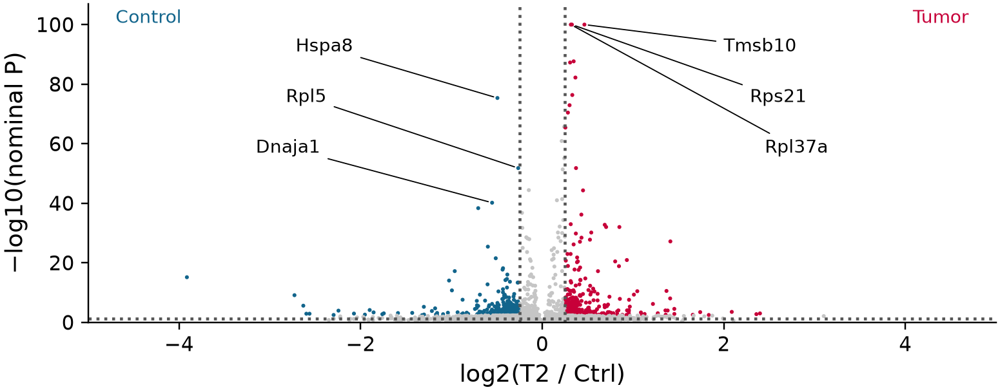 Control
Tumor
Hspa8
Tmsb10
Rpl5
Rps21
Dnaja1
Rpl37a
−log10(nominal P)
100
80
60
40
20
0
−4
−2
0
2
4
log2(T2 / Ctrl)